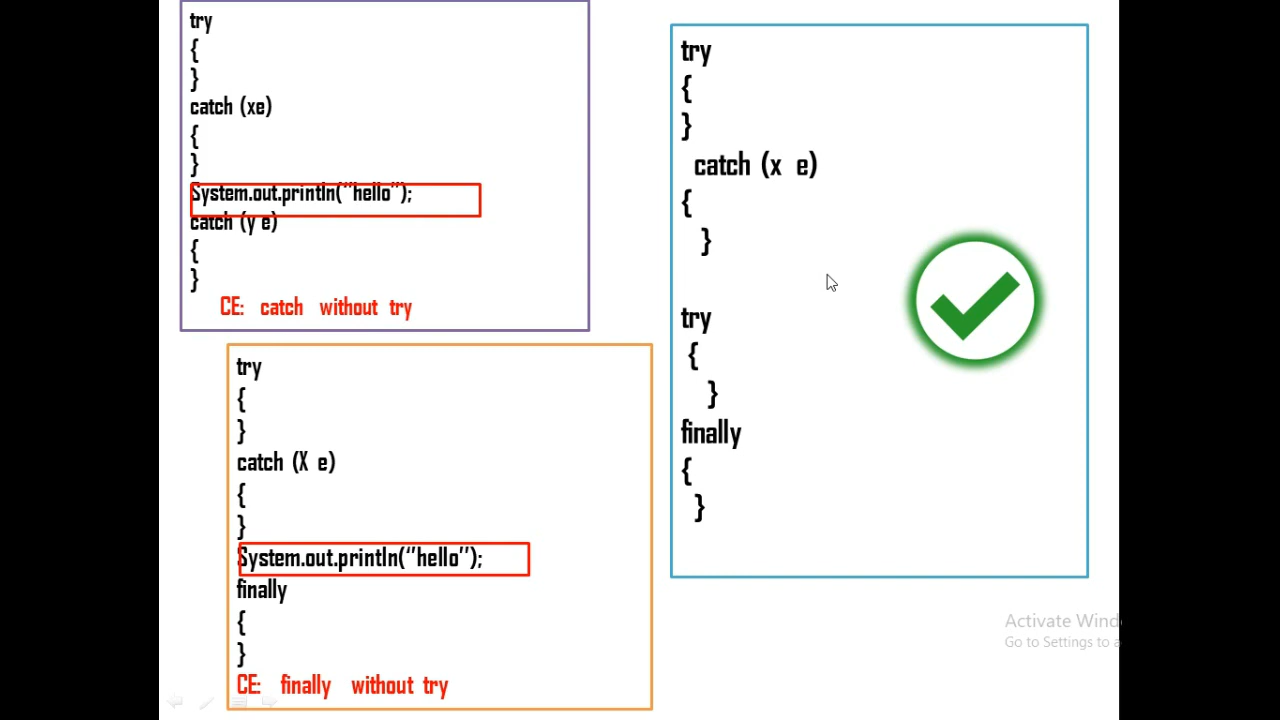 try
{
}
catch (xe)
{
}
System.out.println("hello");
catch (y e)
{
}
CE: catch without try
try
{
}
catch (X e)
{
}
System.out.println("hello");
finally
{
}
CE: finally without try
try
{
}
catch (x e)
{
}
try
{
}
finally
{
}
Activate Wind
Go to Settings to a